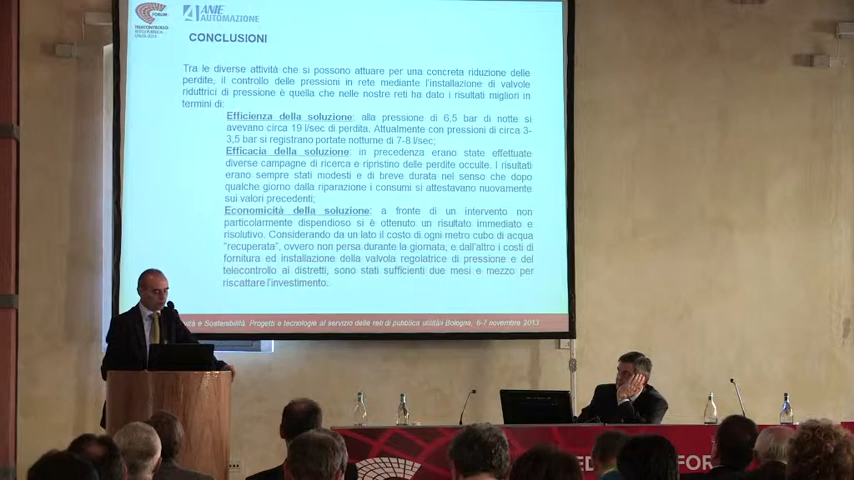 FORUM
TELECONTROLLO
ANIE
AUTOMAZIONE
CONCLUSIONI
Tra le diverse attività che si possono attuare per una concreta riduzione delle
perdite, il controllo delle pressioni in rete mediante l'installazione di valvole
riduttrici di pressione è quella che nelle nostre reti ha dato i risultati migliori in
termini di:
Efficienza della soluzione: alla pressione di 6,5 bar di notte si
avevano circa 19 l/sec di perdita. Attualmente con pressioni di circa 3-
3,5 bar si registrano portate notturne di 7-8 l/sec;
Efficacia della soluzione: in precedenza erano state effettuate
diverse campagne di ricerca e ripristino delle perdite occulte. I risultati
erano sempre stati modesti e di breve durata nel senso che dopo
qualche giorno dalla riparazione i consumi si attestavano nuovamente
sui valori precedenti;
Economicità della soluzione: a fronte di un intervento non
particolarmente dispendioso si è ottenuto un risultato immediato e
risolutivo. Considerando da un lato il costo di ogni metro cubo di acqua
"recuperata", ovvero non persa durante la giornata, e dall'altro i costi di
fornitura ed installazione della valvola regolatrice di pressione e del
telecontrollo ai distretti, sono stati sufficienti due mesi e mezzo per
riscattare l'investimento.
e Sostenibilità. Progetti e tecnologie al servizio delle reti di pubblica utilità Bologna, 6-7 novembre 2013
FOR